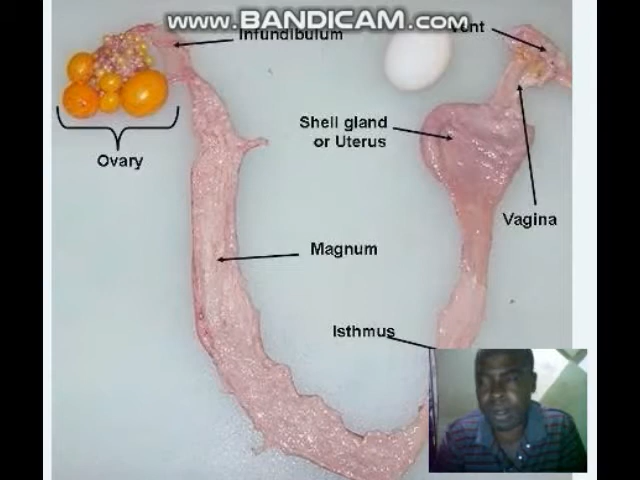 WWW.BANDICAM.COM
Infundibulum
Vent
Shell gland
or Uterus
Ovary
Vagina
Magnum
Isthmus